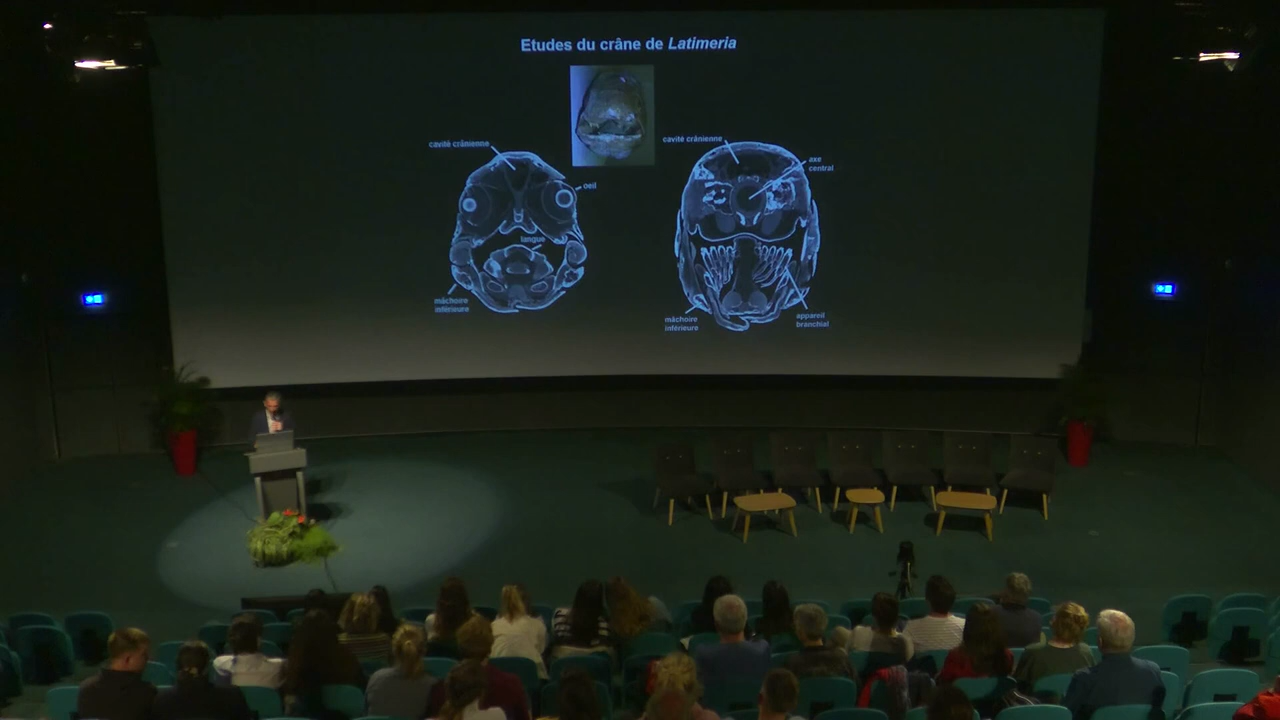 Etudes du crâne de Latimeria
cavité crânienne
oeil
langue
mâchoire
inférieure
cavité crânienne
axe
central
mâchoire
inférieure
appareil
branchial